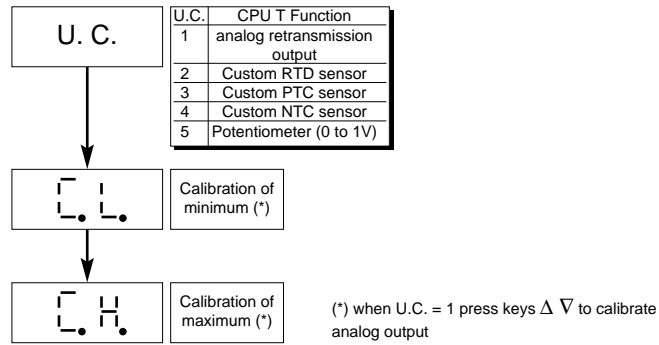 U. C.
U.C. CPU T Function
1 analog retransmission
output
2 Custom RTD sensor
3 Custom PTC sensor
4 Custom NTC sensor
5 Potentiometer (0 to 1V)
C. L.
Calibration of
minimum (*)
C. H.
Calibration of
maximum (*)
(*) when U.C. = 1 press keys Δ ∇ to calibrate
analog output